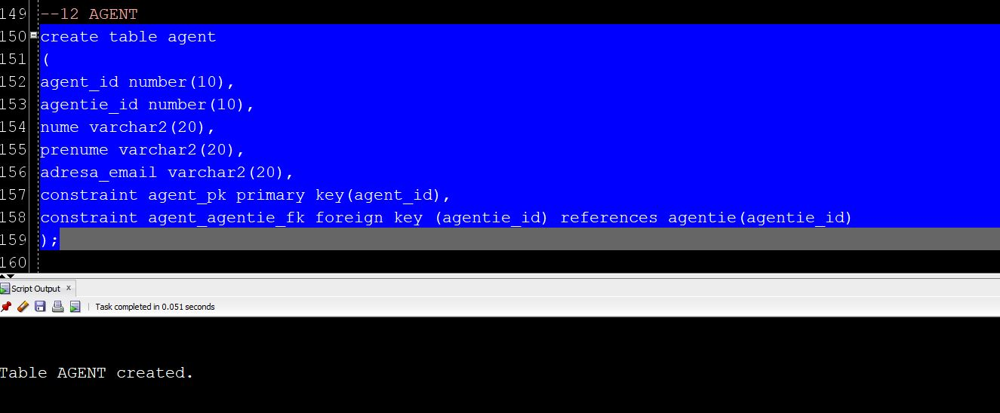 149 --12 AGENT
150 create table agent
151 (
152 agent_id number(10),
153 agentie_id number(10),
154 nume varchar2(20),
155 prenume varchar2(20),
156 adresa_email varchar2(20),
157 constraint agent_pk primary key(agent_id),
158 constraint agent_agentie_fk foreign key (agentie_id) references agentie(agentie_id)
159 );
160
Script Output x
Task completed in 0.051 seconds
Table AGENT created.